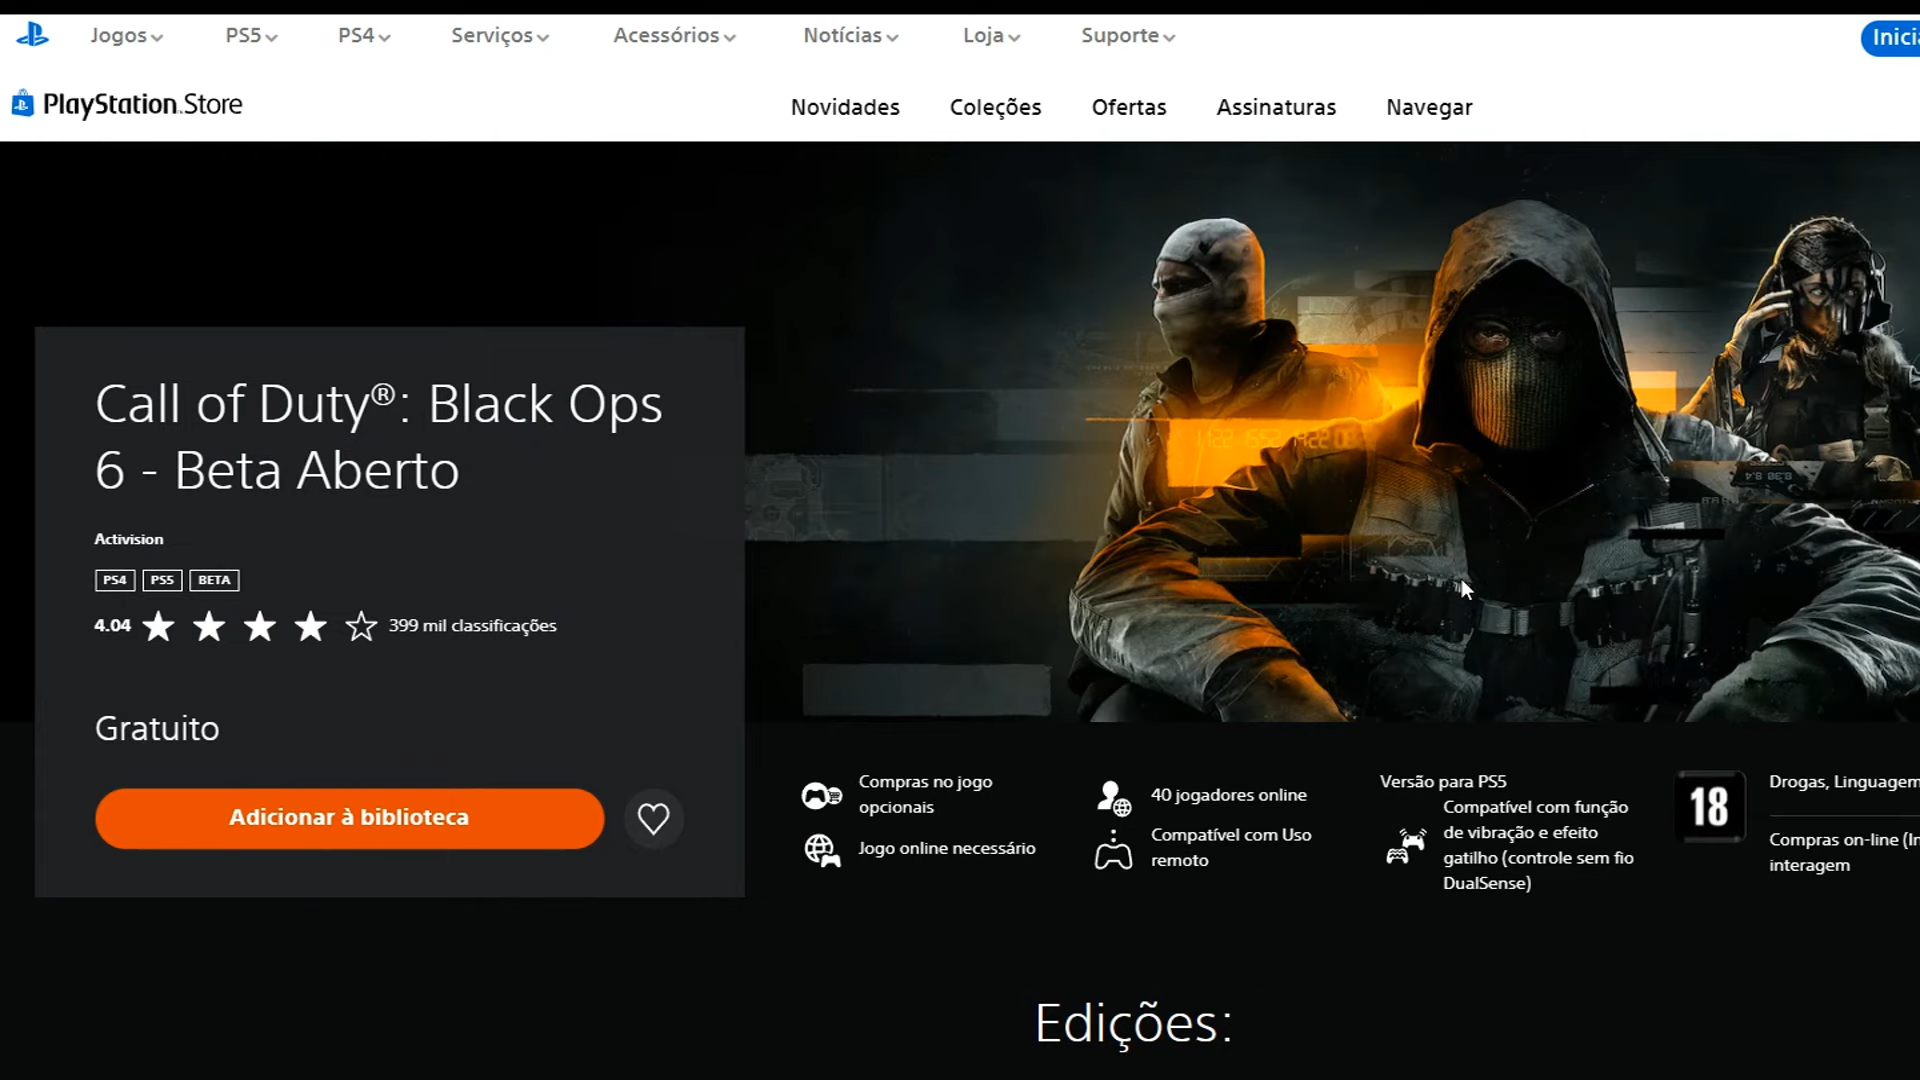 Jogos
PS5
PS4
Serviços
Acessórios
Notícias
Loja
Suporte
PlayStation.Store
Novidades
Coleções
Ofertas
Assinaturas
Navegar
Call of Duty®: Black Ops
6 - Beta Aberto
Activision
PS4
PS5
BETA
4.04
399 mil classificações
Gratuito
Adicionar à biblioteca
Compras no jogo
opcionais
Jogo online necessário
40 jogadores online
Compatível com Uso
remoto
Versão para PS5
Compatível com função
de vibração e efeito
gatilho (controle sem fio
DualSense)
18
Drogas, Linguagem
Compras on-line (In
interagem
Edições: